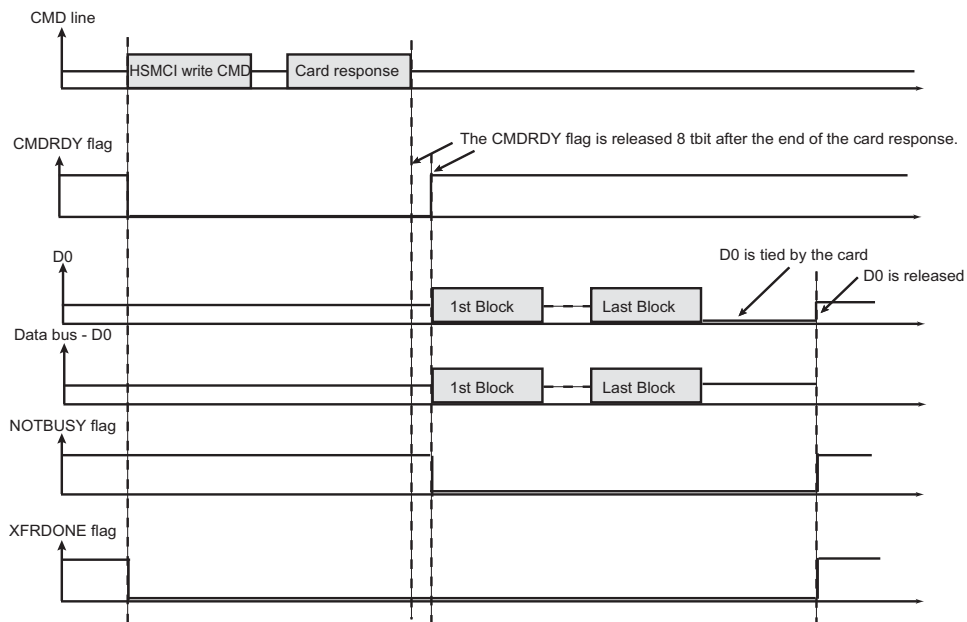 CMD line
HSMCI write CMD
Card response
The CMDRDY flag is released 8 tbit after the end of the card response.
CMDRDY flag
D0
D0 is tied by the card
D0 is released
1st Block
Last Block
Data bus - D0
1st Block
Last Block
NOTBUSY flag
XFRDONE flag